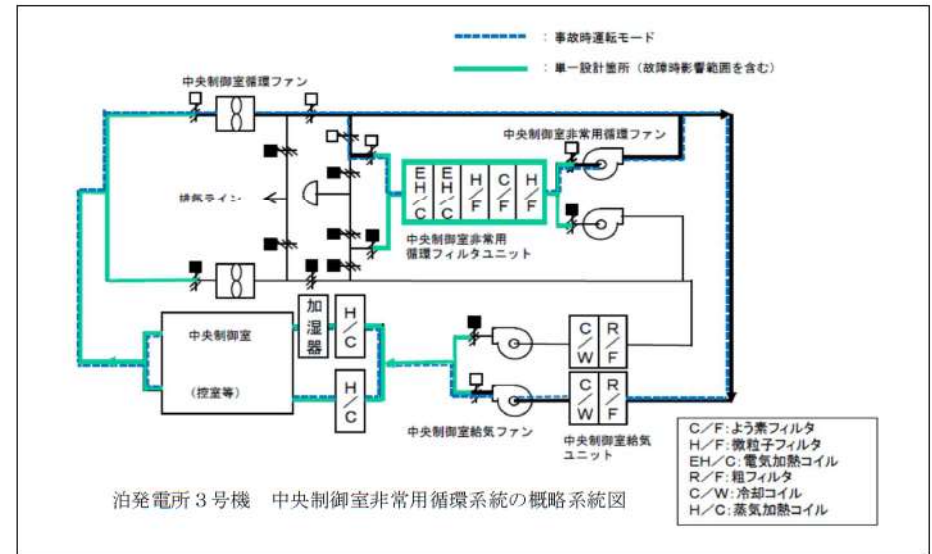 ：事故時運転モード
：単一設計箇所（故障時影響範囲を含む）
中央制御室循環ファン
中央制御室非常用循環ファン
排気ライン
EH/C
EH/C
H/F
C/F
H/F
中央制御室非常用
循環フィルタユニット
中央制御室
（控室等）
加湿器
H/C
H/C
C/W
R/F
C/W
R/F
中央制御室給気ファン
中央制御室給気
ユニット
C／F：よう素フィルタ
H／F：微粒子フィルタ
EH／C：電気加熱コイル
R／F：粗フィルタ
C／W：冷却コイル
H／C：蒸気加熱コイル
泊発電所３号機　中央制御室非常用循環系統の概略系統図